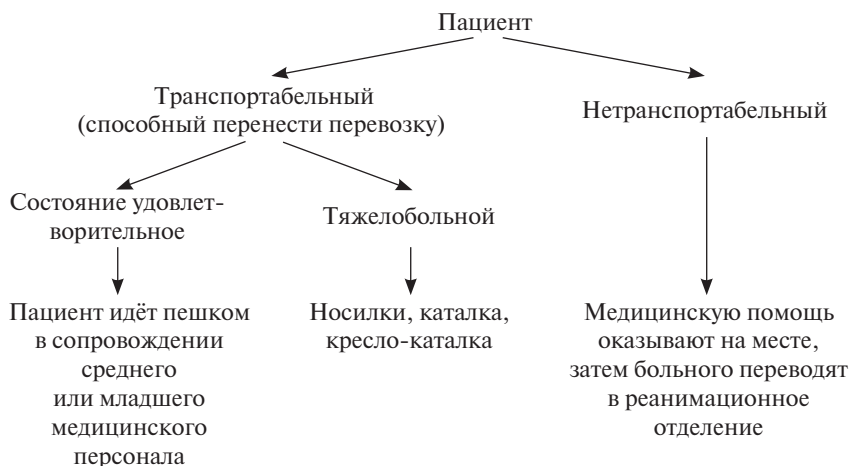 Пациент
Транспортабельный
(способный перенести перевозку)
Нетранспортабельный
Состояние удовлет-
ворительное
Тяжелобольной
Пациент идёт пешком
в сопровождении
среднего
или младшего
медицинского
персонала
Носилки, каталка,
кресло-каталка
Медицинскую помощь
оказывают на месте,
затем больного переводят
в реанимационное
отделение